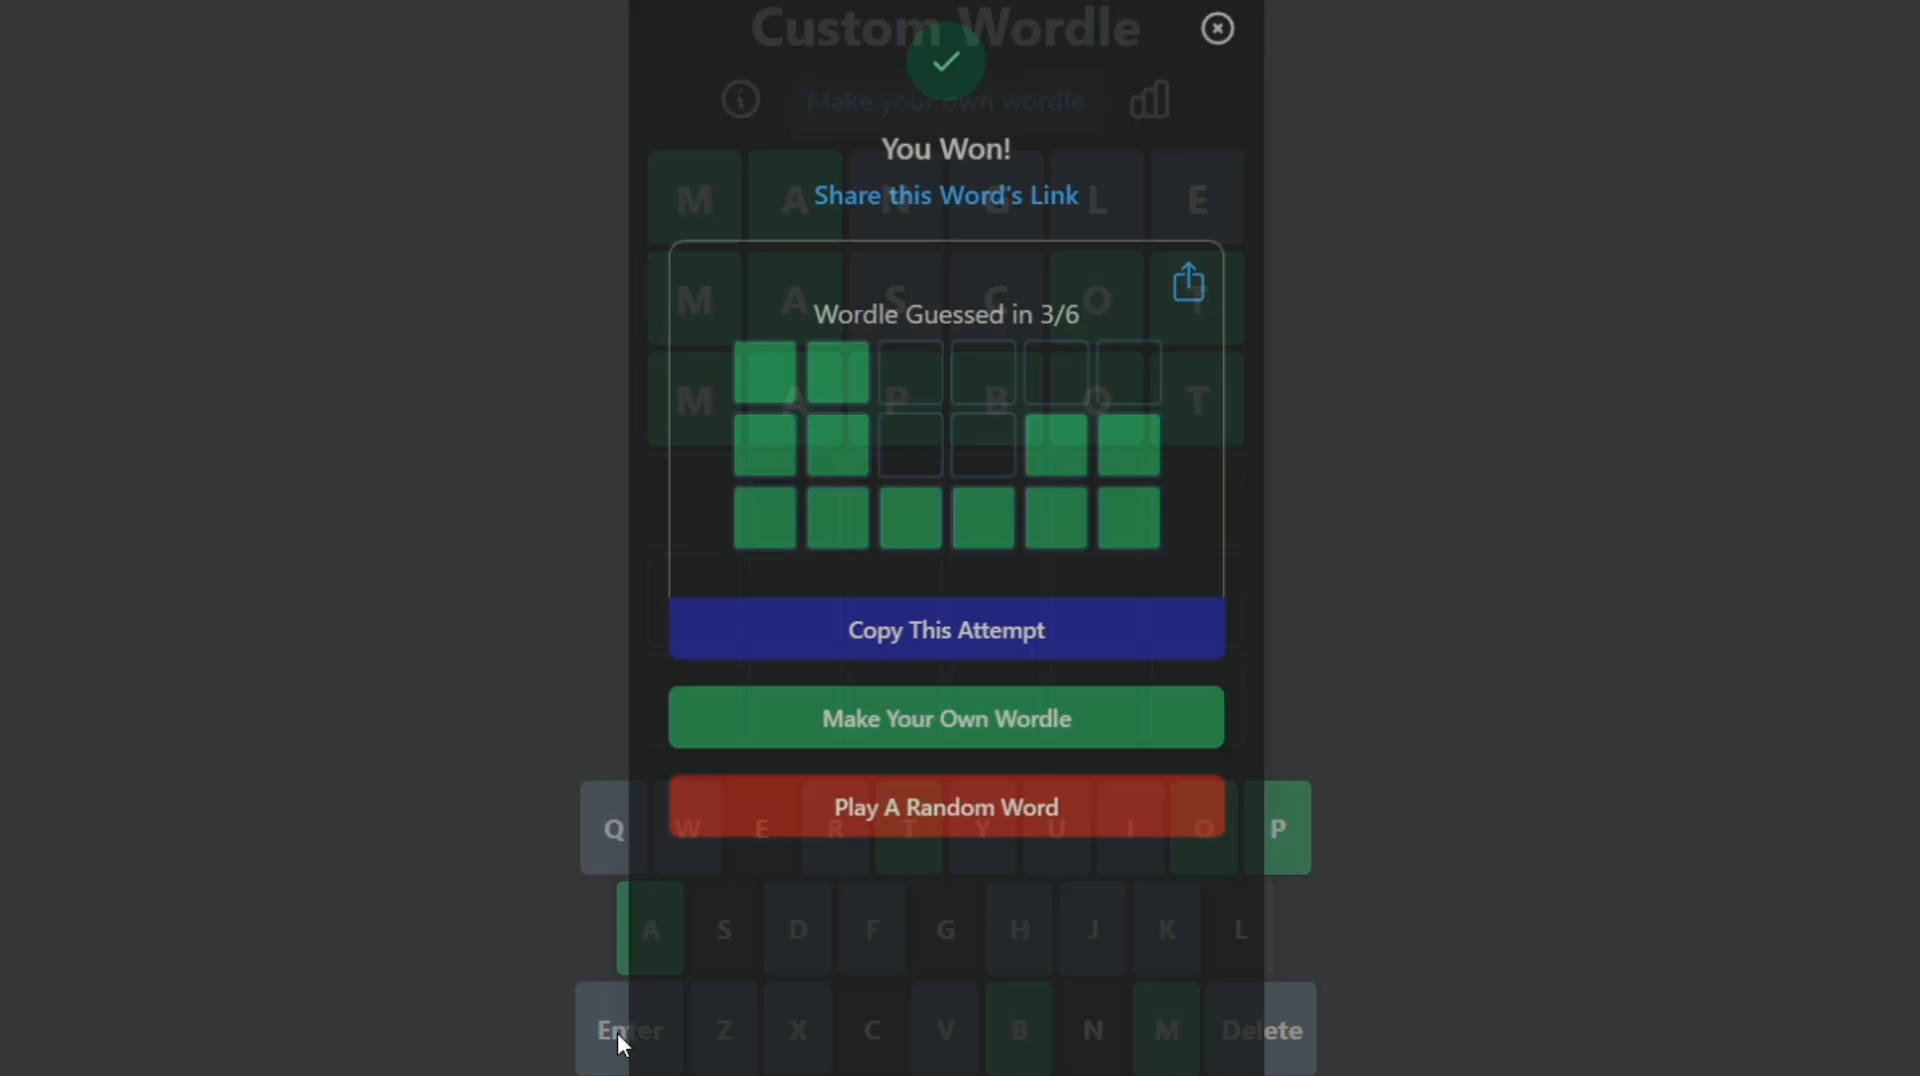 Custom Wordle
Make your own wordle
You Won!
Share this Word's Link
M A N G L E
M A S C O T
Wordle Guessed in 3/6
M A P B O T
Copy This Attempt
Make Your Own Wordle
Play A Random Word
Q W E R T Y U I O P
A S D F G H J K L
Enter Z X C V B N M Delete